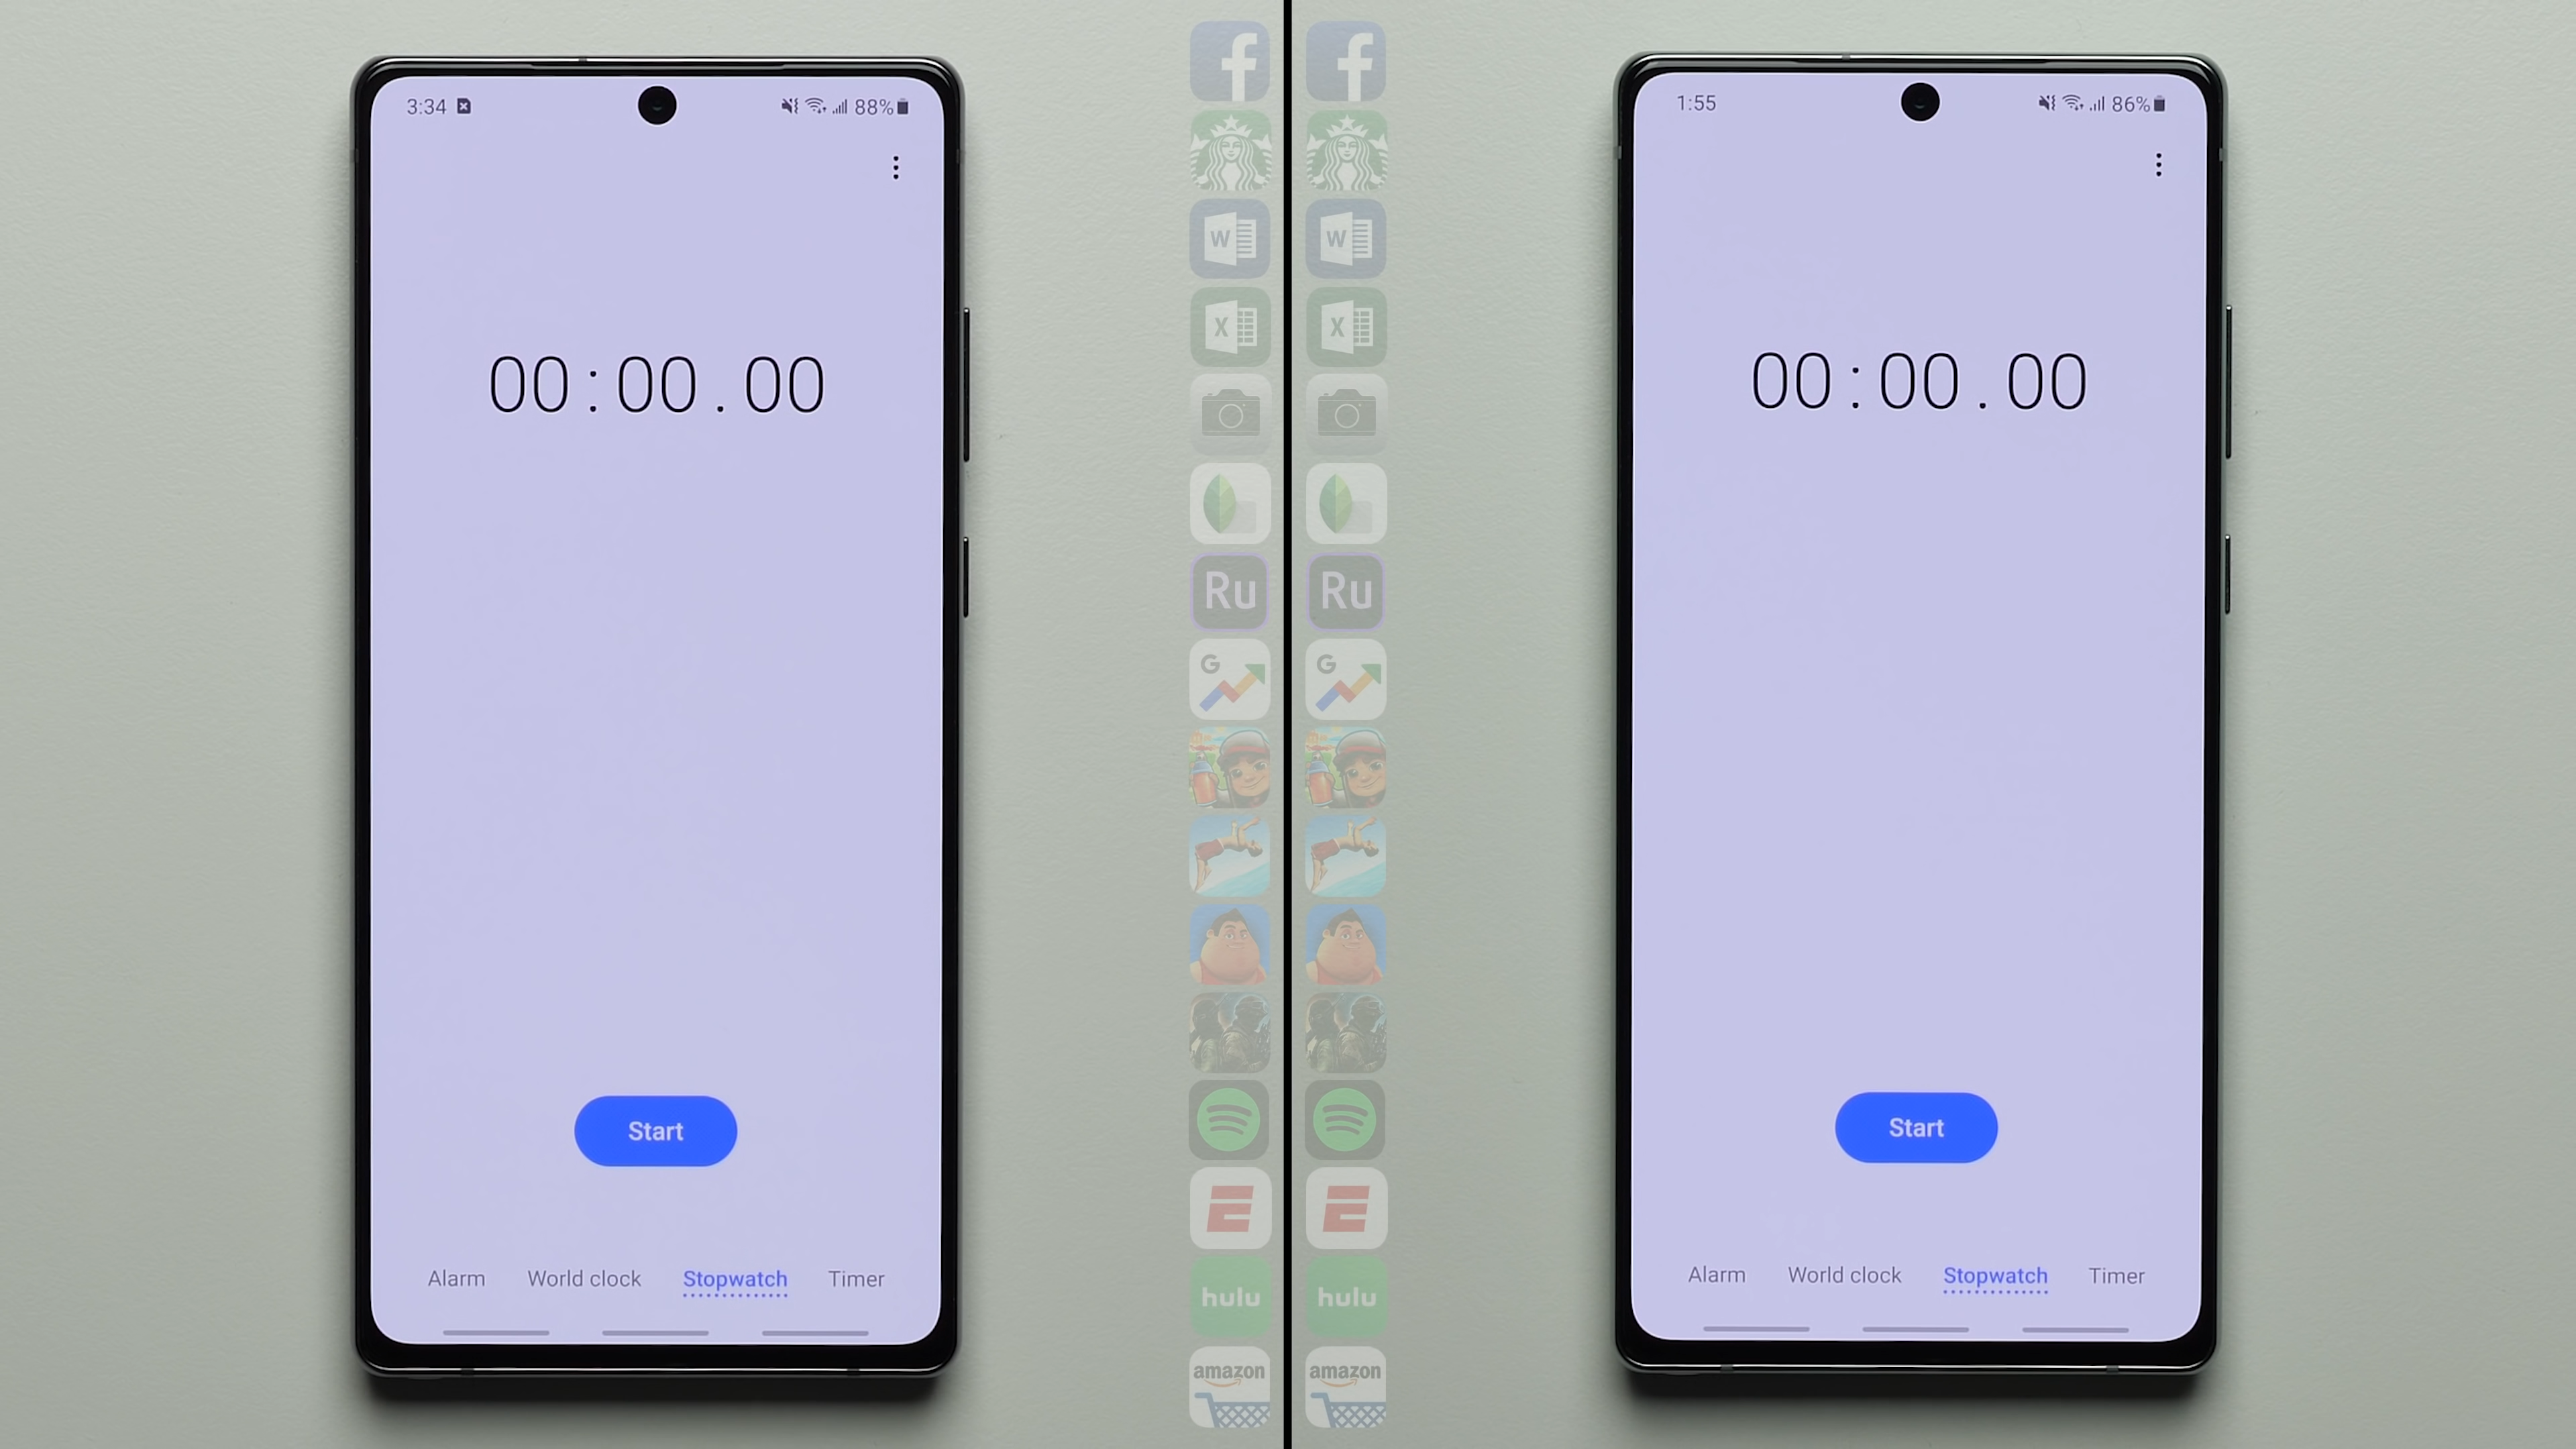 3:34
88%
00:00.00
Start
Alarm World clock Stopwatch Timer
f f
W W
X X
Ru Ru
G G
E E
hulu hulu
amazon amazon
1:55
86%
00:00.00
Start
Alarm World clock Stopwatch Timer